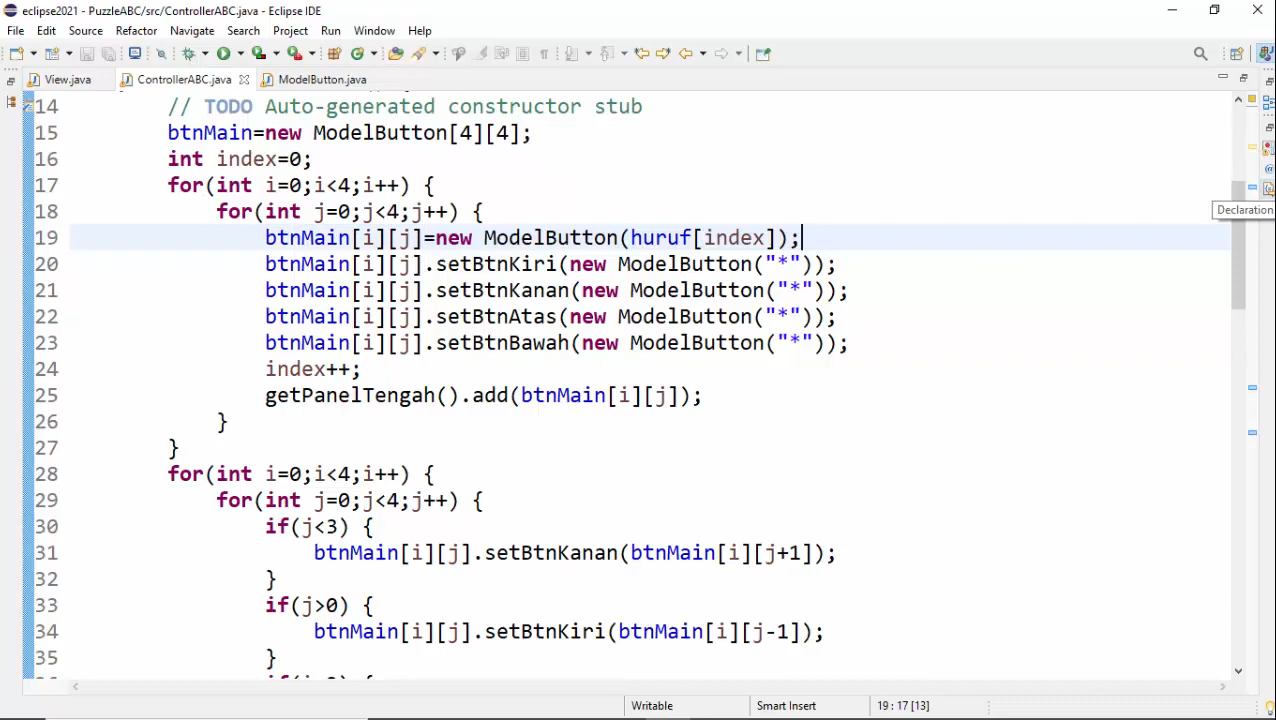 eclipse2021 - PuzzleABC/src/ControllerABC.java - Eclipse IDE
File Edit Source Refactor Navigate Search Project Run Window Help
View.java ControllerABC.java ModelButton.java
14 // TODO Auto-generated constructor stub
15 btnMain=new ModelButton[4][4];
16 int index=0;
17 for(int i=0;i<4;i++) {
18 for(int j=0;j<4;j++) {
Declaration
19 btnMain[i][j]=new ModelButton(huruf[index]);
20 btnMain[i][j].setBtnKiri(new ModelButton("*"));
21 btnMain[i][j].setBtnKanan(new ModelButton("*"));
22 btnMain[i][j].setBtnAtas(new ModelButton("*"));
23 btnMain[i][j].setBtnBawah(new ModelButton("*"));
24 index++;
25 getPanelTengah().add(btnMain[i][j]);
26 }
27 }
28 for(int i=0;i<4;i++) {
29 for(int j=0;j<4;j++) {
30 if(j<3) {
31 btnMain[i][j].setBtnKanan(btnMain[i][j+1]);
32 }
33 if(j>0) {
34 btnMain[i][j].setBtnKiri(btnMain[i][j-1]);
35 }
Writable Smart Insert 19 : 17 [13]